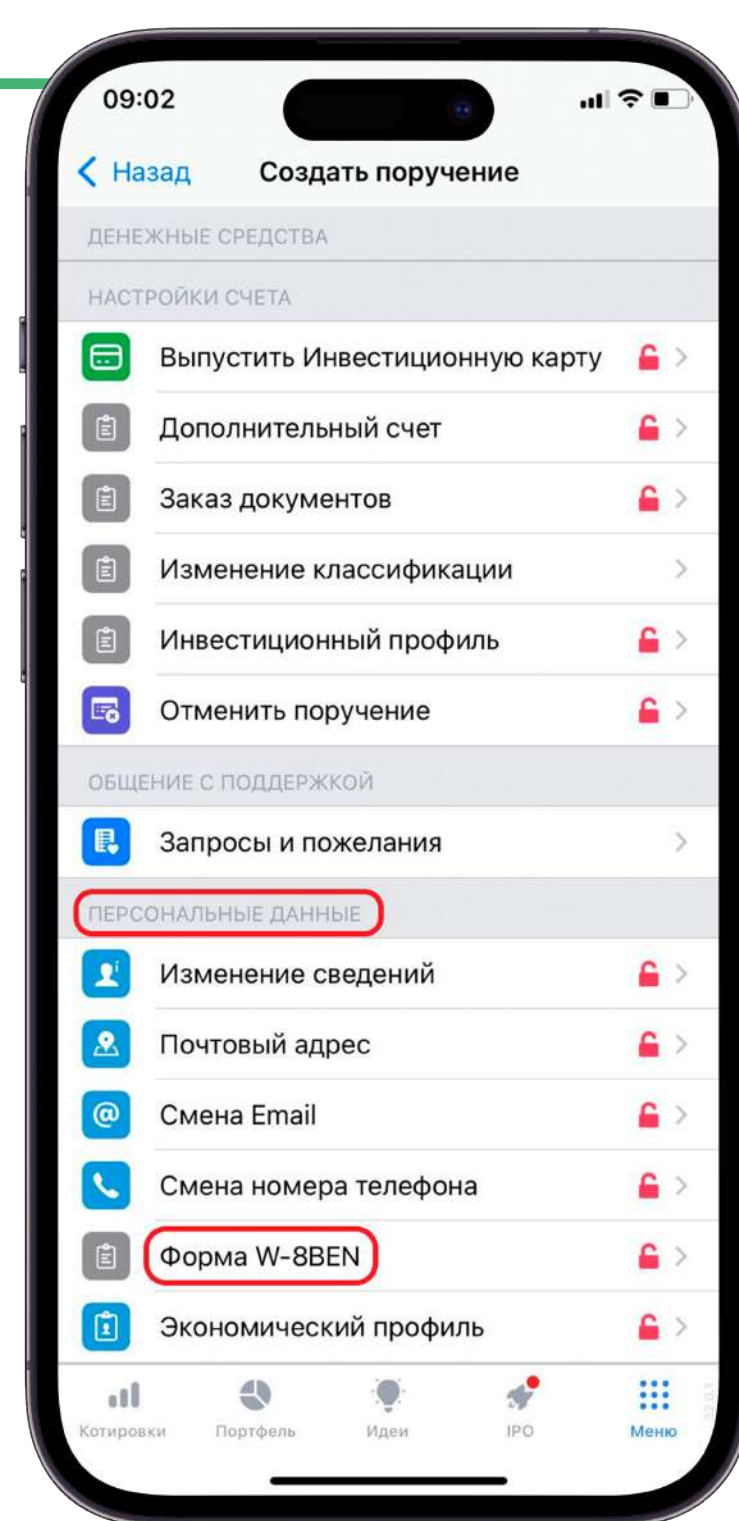 09:02
Назад Создать поручение
ДЕНЕЖНЫЕ СРЕДСТВА
НАСТРОЙКИ СЧЕТА
Выпустить Инвестиционную карту
Дополнительный счет
Заказ документов
Изменение классификации
Инвестиционный профиль
Отменить поручение
ОБЩЕНИЕ С ПОДДЕРЖКОЙ
Запросы и пожелания
ПЕРСОНАЛЬНЫЕ ДАННЫЕ
Изменение сведений
Почтовый адрес
@ Смена Email
Смена номера телефона
Форма W-8BEN
Экономический профиль
Котировки Портфель Идеи IPO Меню